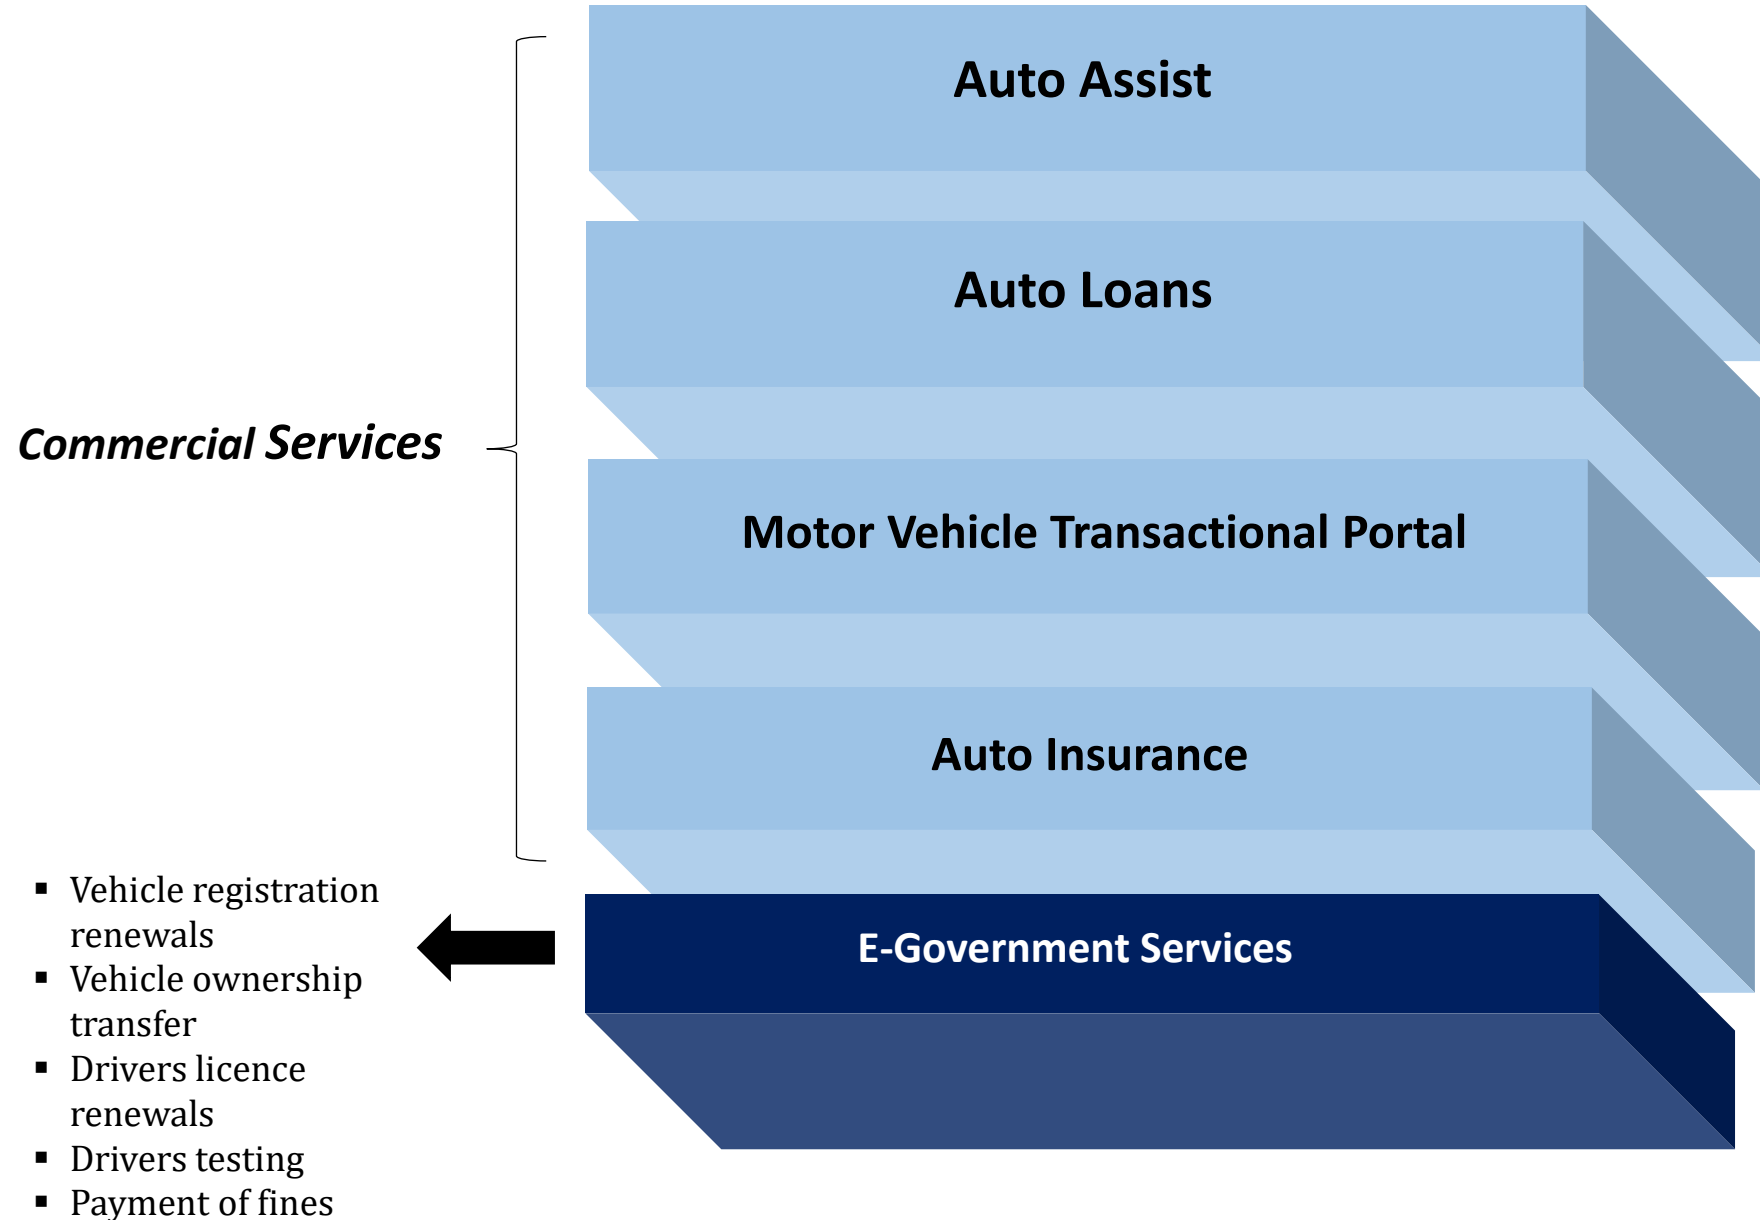 Auto Assist
Auto Loans
Commercial Services
Motor Vehicle Transactional Portal
Auto Insurance
E-Government Services
▪ Vehicle registration
renewals
▪ Vehicle ownership
transfer
▪ Drivers licence
renewals
▪ Drivers testing
▪ Payment of fines